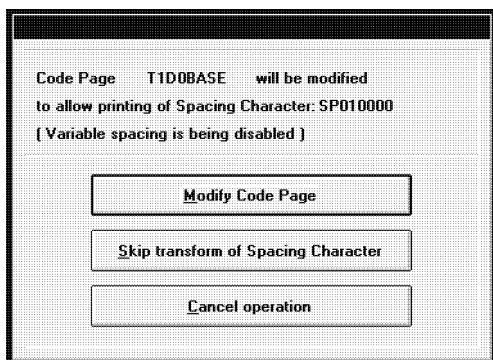 Code Page T1D0BASE will be modified
to allow printing of Spacing Character: SP010000
( Variable spacing is being disabled )
Modify Code Page
Skip transform of Spacing Character
Cancel operation